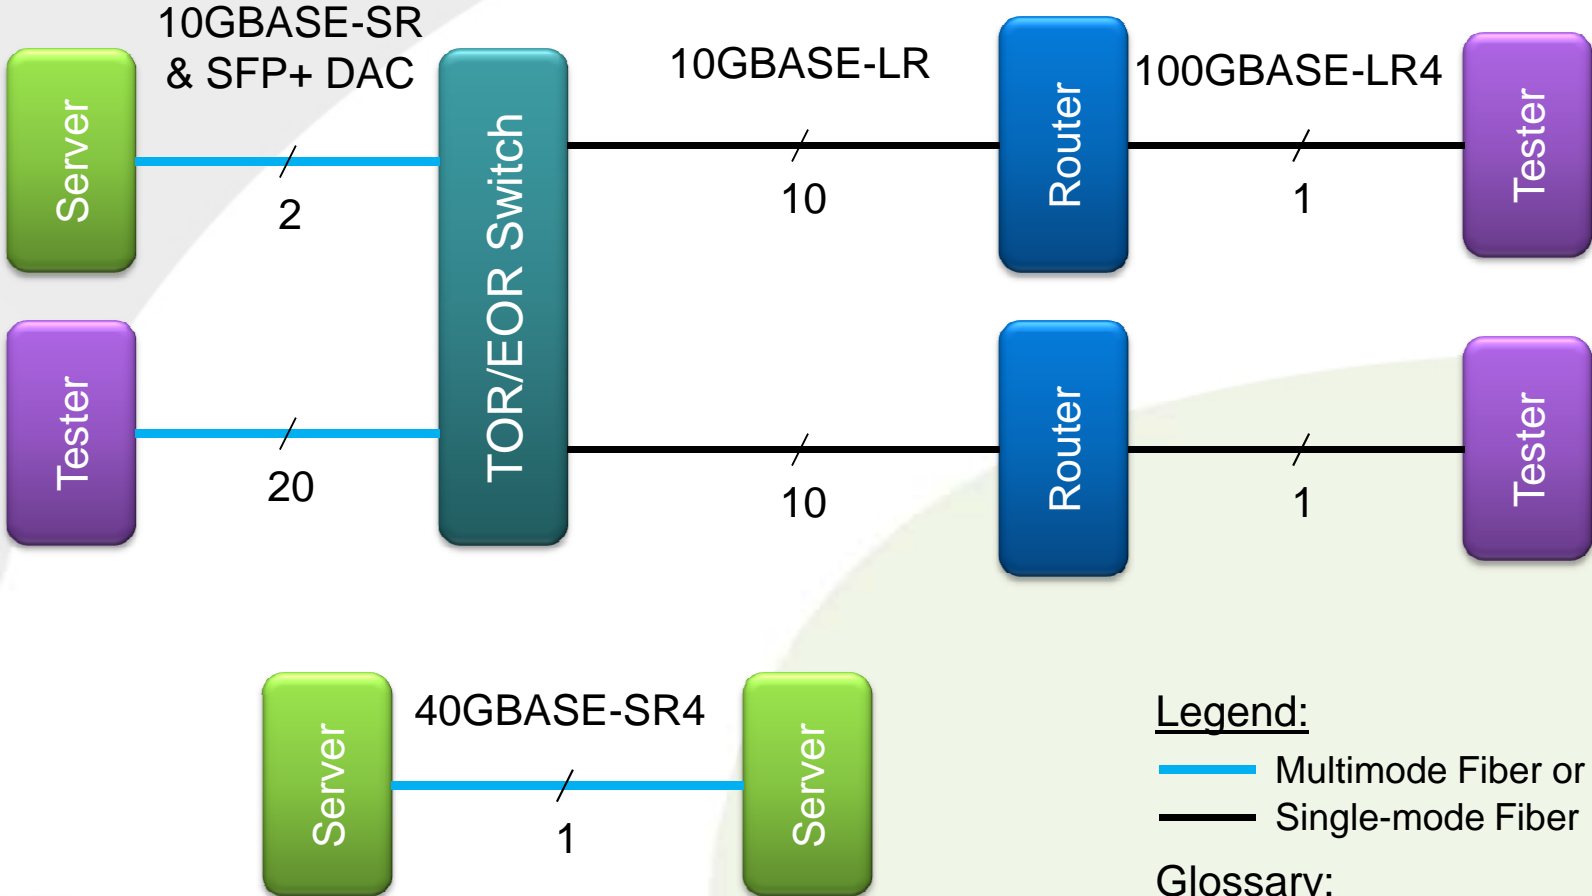 10GBASE-SR
& SFP+ DAC
10GBASE-LR
100GBASE-LR4
Server
TOR/EOR Switch
Router
Tester
2
10
1
Tester
Router
Tester
20
10
1
40GBASE-SR4
Server
Server
1
Legend:
Multimode Fiber or
Single-mode Fiber
Glossary: